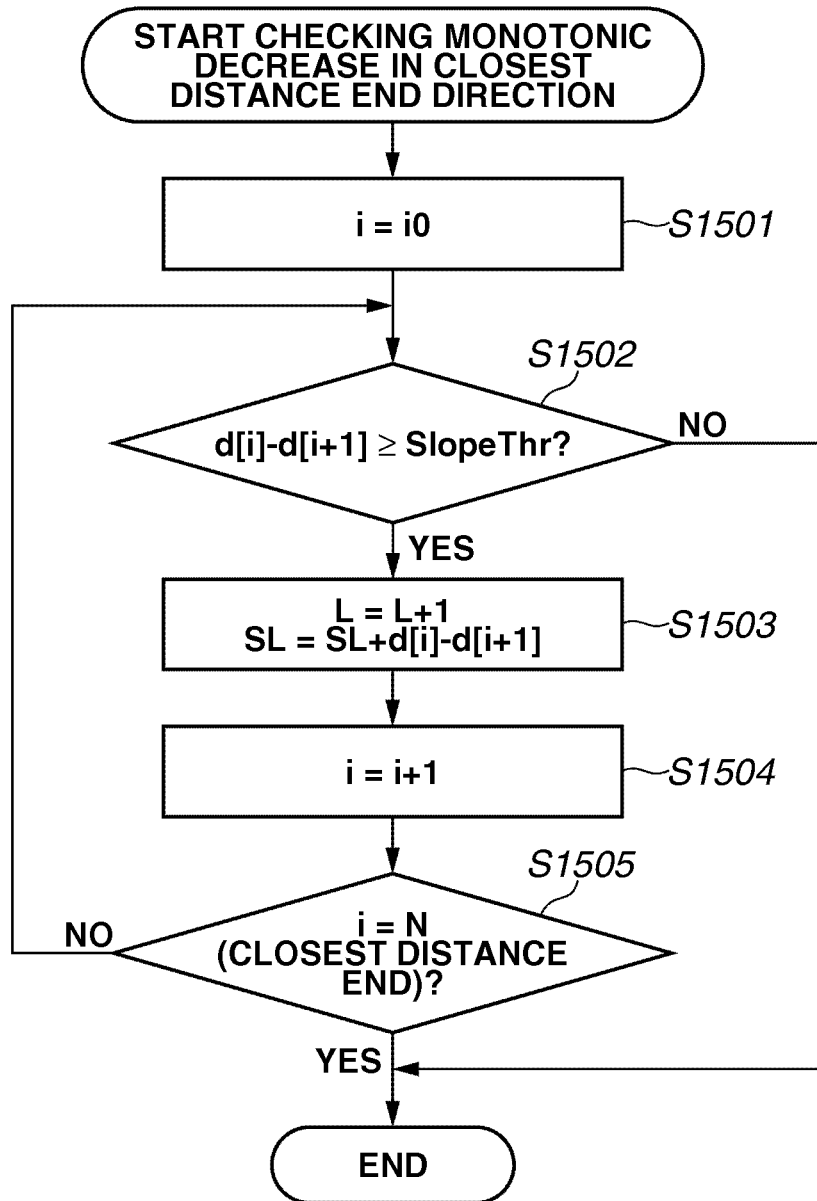 START CHECKING MONOTONIC
DECREASE IN CLOSEST
DISTANCE END DIRECTION
i = i0
S1501
S1502
d[i]-d[i+1] ≥ SlopeThr?
NO
YES
L = L+1
SL = SL+d[i]-d[i+1]
S1503
i = i+1
S1504
S1505
i = N
(CLOSEST DISTANCE
END)?
NO
YES
END